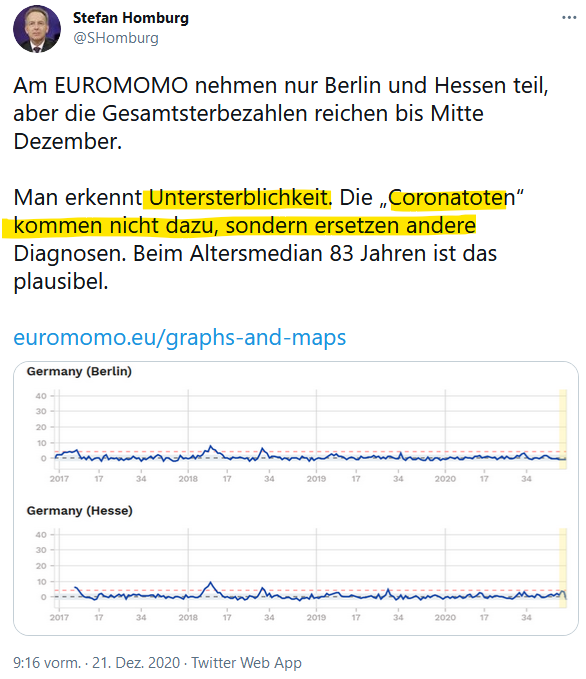 Stefan Homburg
@SHomburg
Am EUROMOMO nehmen nur Berlin und Hessen teil,
aber die Gesamtsterbezahlen reichen bis Mitte
Dezember.
Man erkennt Untersterblichkeit. Die „Coronatoten“
kommen nicht dazu, sondern ersetzen andere
Diagnosen. Beim Altersmedian 83 Jahren ist das
plausibel.
euromomo.eu/graphs-and-maps
Germany (Berlin)
40
30
20
10
0
2017 17 34 2018 17 34 2019 17 34 2020 17 34
Germany (Hesse)
40
30
20
10
0
2017 17 34 2018 17 34 2019 17 34 2020 17 34
9:16 vorm. · 21. Dez. 2020 · Twitter Web App